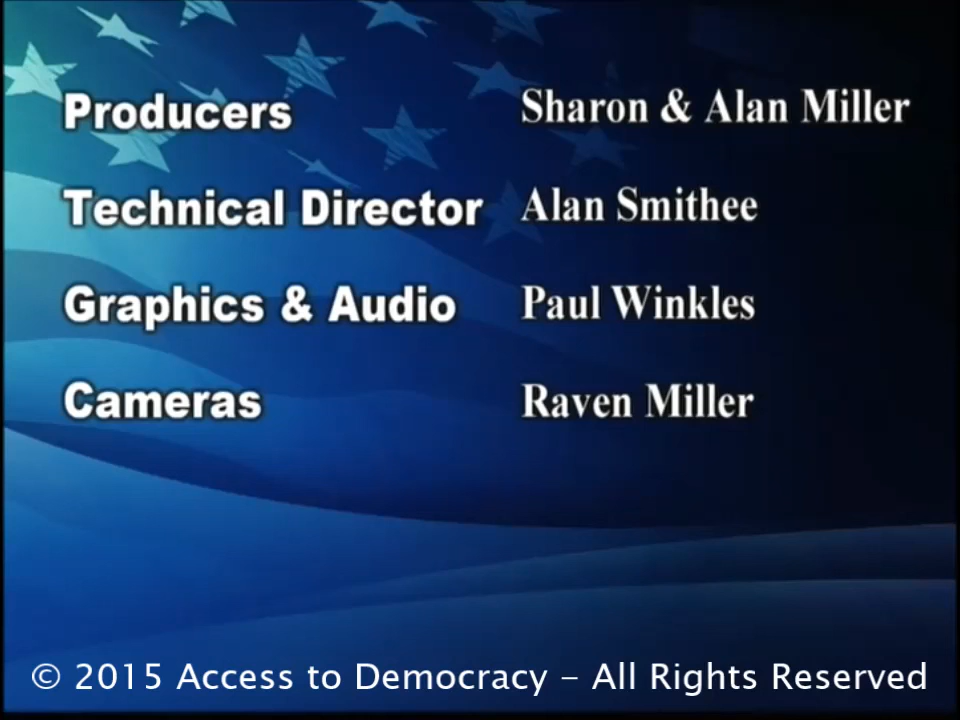 Producers Sharon & Alan Miller
Technical Director Alan Smithee
Graphics & Audio Paul Winkles
Cameras Raven Miller
© 2015 Access to Democracy - All Rights Reserved